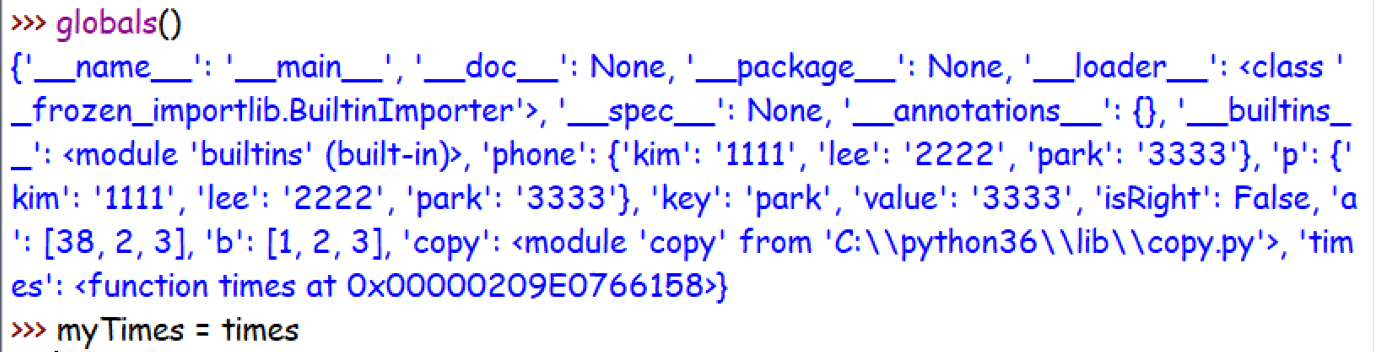 >>> globals()
{'__name__': '__main__', '__doc__': None, '__package__': None, '__loader__': <class '
_frozen_importlib.BuiltinImporter'>, '__spec__': None, '__annotations__': {}, '__builtins_
_': <module 'builtins' (built-in)>, 'phone': {'kim': '1111', 'lee': '2222', 'park': '3333'}, 'p': {'
kim': '1111', 'lee': '2222', 'park': '3333'}, 'key': 'park', 'value': '3333', 'isRight': False, 'a
': [38, 2, 3], 'b': [1, 2, 3], 'copy': <module 'copy' from 'C:\\python36\\lib\\copy.py'>, 'tim
es': <function times at 0x00000209E0766158>}
>>> myTimes = times